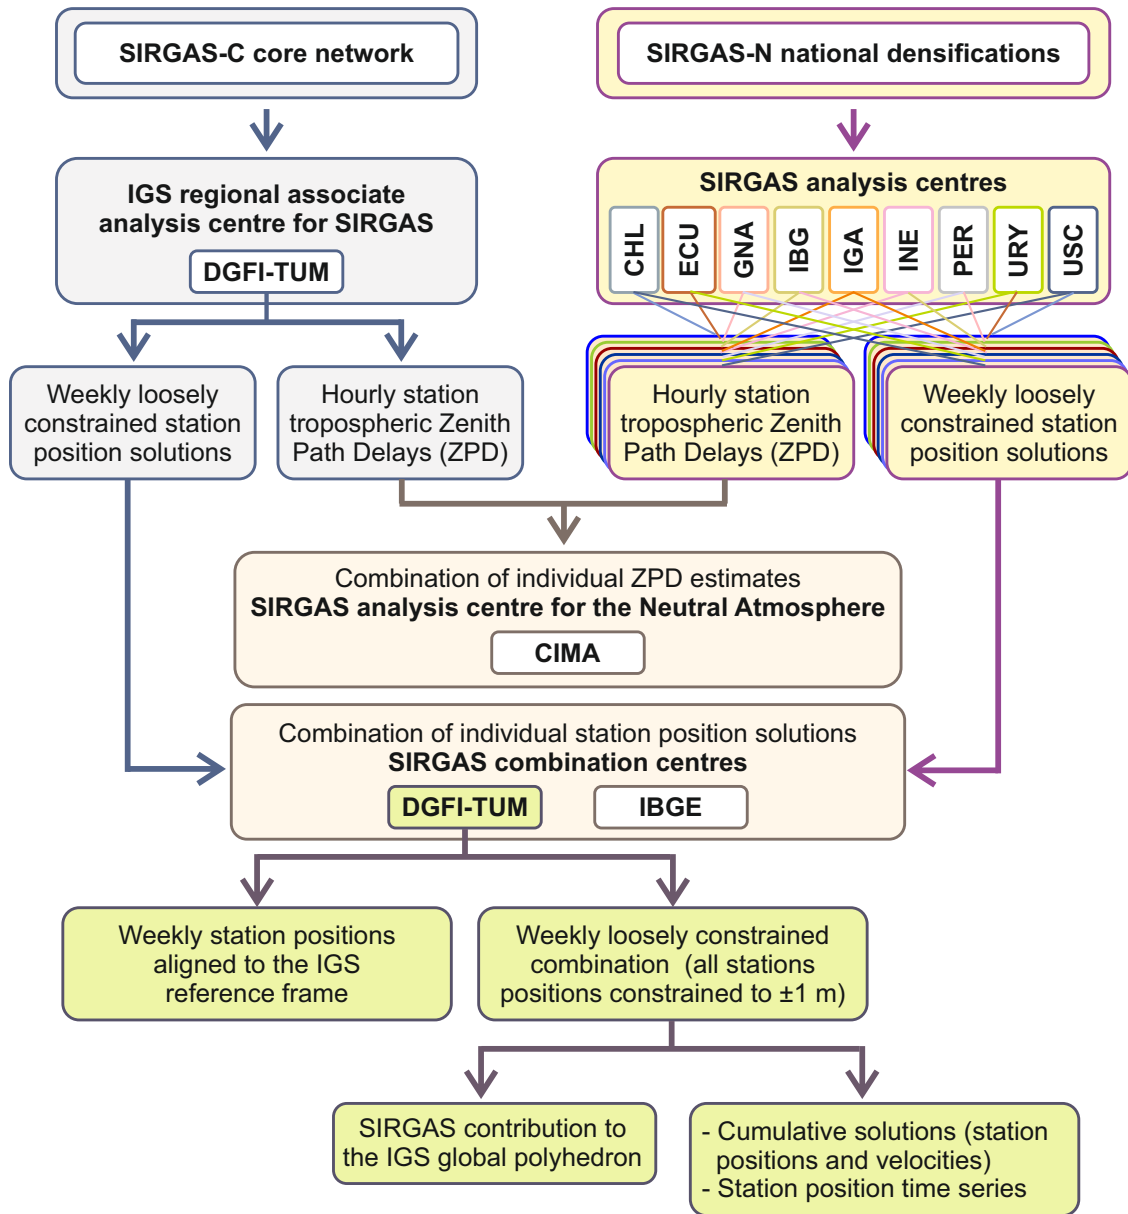 SIRGAS-C core network
SIRGAS-N national densifications
IGS regional associate
analysis centre for SIRGAS
DGFI-TUM
SIRGAS analysis centres
CHL
ECU
GNA
IBG
IGA
INE
PER
URY
USC
Weekly loosely
constrained station
position solutions
Hourly station
tropospheric Zenith
Path Delays (ZPD)
Hourly station
tropospheric Zenith
Path Delays (ZPD)
Weekly loosely
constrained station
position solutions
Combination of individual ZPD estimates
SIRGAS analysis centre for the Neutral Atmosphere
CIMA
Combination of individual station position solutions
SIRGAS combination centres
DGFI-TUM
IBGE
Weekly station positions
aligned to the IGS
reference frame
Weekly loosely constrained
combination (all stations
positions constrained to ±1 m)
SIRGAS contribution to
the IGS global polyhedron
- Cumulative solutions (station
positions and velocities)
- Station position time series